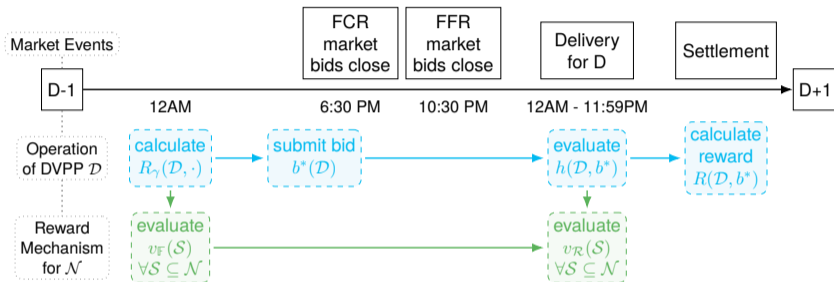 Market Events
FCR
market
bids close
FFR
market
bids close
Delivery
for D
Settlement
D-1
D+1
12AM
6:30 PM
10:30 PM
12AM - 11:59PM
Operation
of DVPP 𝒟
calculate
R_γ(𝒟, ·)
submit bid
b*(𝒟)
evaluate
h(𝒟, b*)
calculate
reward
R(𝒟, b*)
Reward
Mechanism
for 𝒩
evaluate
v_𝔽(𝒮)
∀𝒮 ⊆ 𝒩
evaluate
v_ℛ(𝒮)
∀𝒮 ⊆ 𝒩